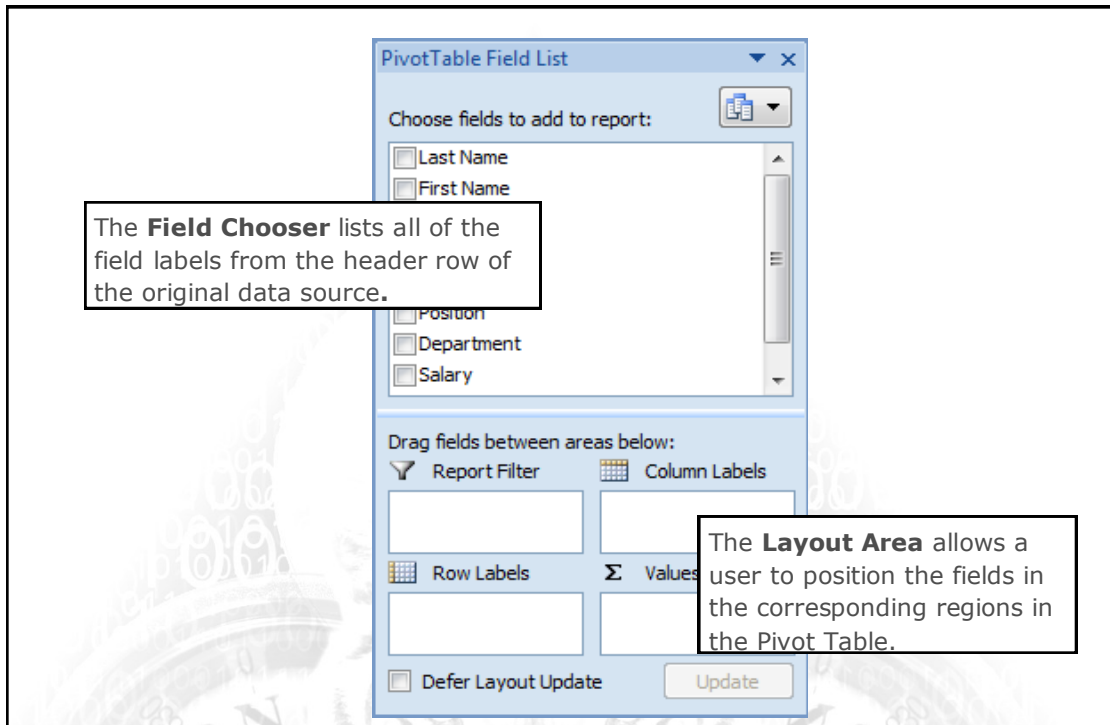 PivotTable Field List
Choose fields to add to report:
Last Name
First Name
The Field Chooser lists all of the
field labels from the header row of
the original data source.
Position
Department
Salary
Drag fields between areas below:
Report Filter
Column Labels
Row Labels
Σ Values
The Layout Area allows a
user to position the fields in
the corresponding regions in
the Pivot Table.
Defer Layout Update
Update